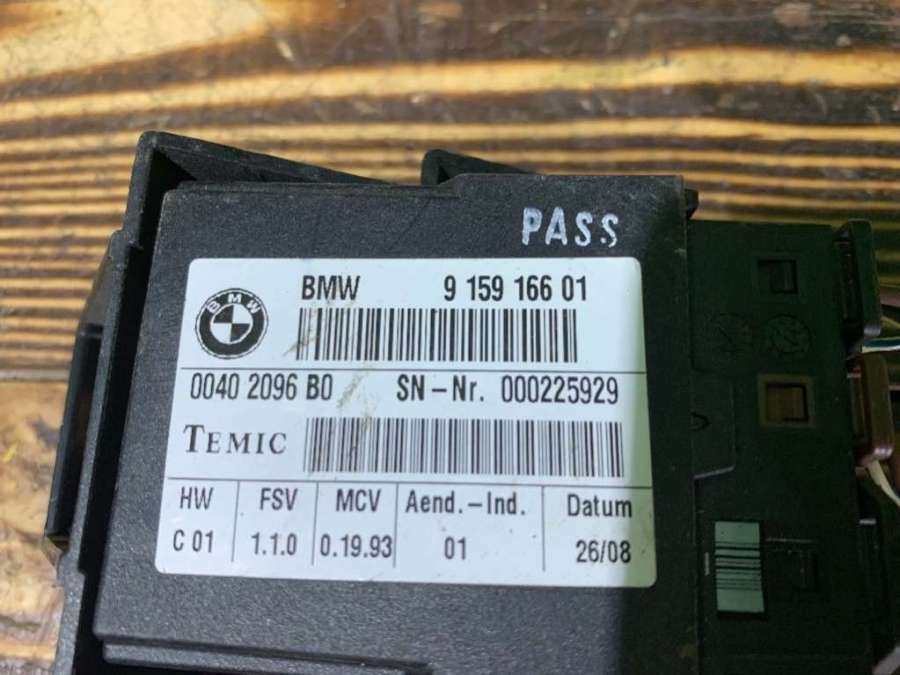 PASS
BMW
BMW 9 159 166 01
0040 2096 B0 SN-Nr. 000225929
TEMIC
HW FSV MCV Aend.-Ind. Datum
C 01 1.1.0 0.19.93 01 26/08